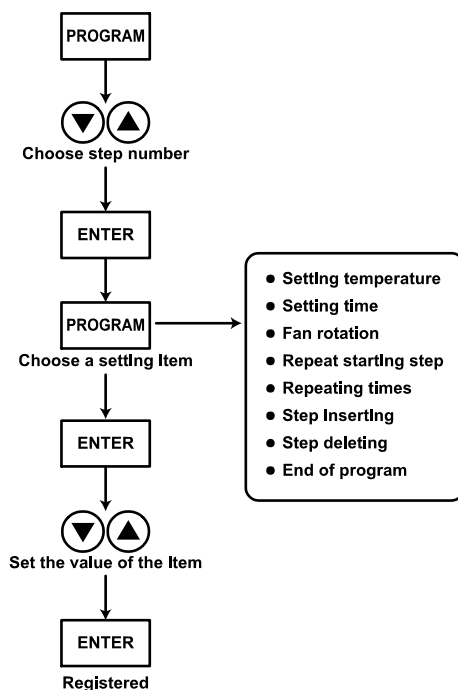 PROGRAM
Choose step number
ENTER
PROGRAM
Choose a setting Item
● Setting temperature
● Setting time
● Fan rotation
● Repeat starting step
● Repeating times
● Step Inserting
● Step deleting
● End of program
ENTER
Set the value of the Item
ENTER
Registered